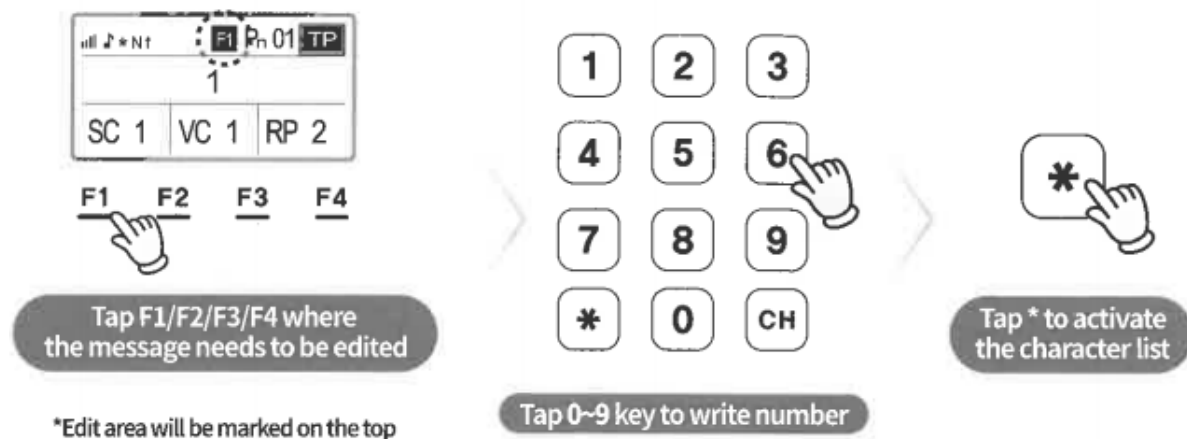 F1 Pn 01 TP
1
SC 1 VC 1 RP 2
F1 F2 F3 F4
Tap F1/F2/F3/F4 where
the message needs to be edited
*Edit area will be marked on the top
1 2 3
4 5 6
7 8 9
* 0 CH
Tap 0~9 key to write number
*
Tap * to activate
the character list